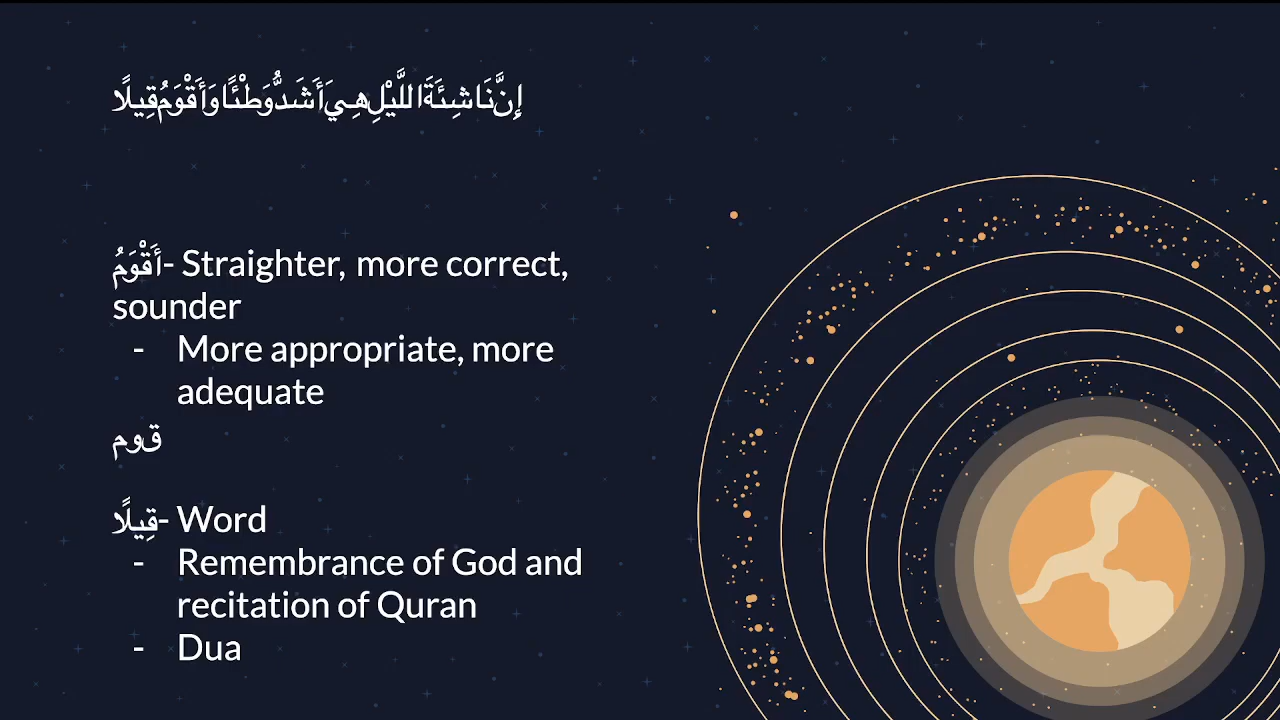 إِنَّ نَاشِئَةَ اللَّيْلِ هِيَ أَشَدُّ وَطْئًا وَأَقْوَمُ قِيلًا
أَقْوَمُ- Straighter, more correct,
sounder
- More appropriate, more
adequate
قوم
قِيلًا- Word
- Remembrance of God and
recitation of Quran
- Dua